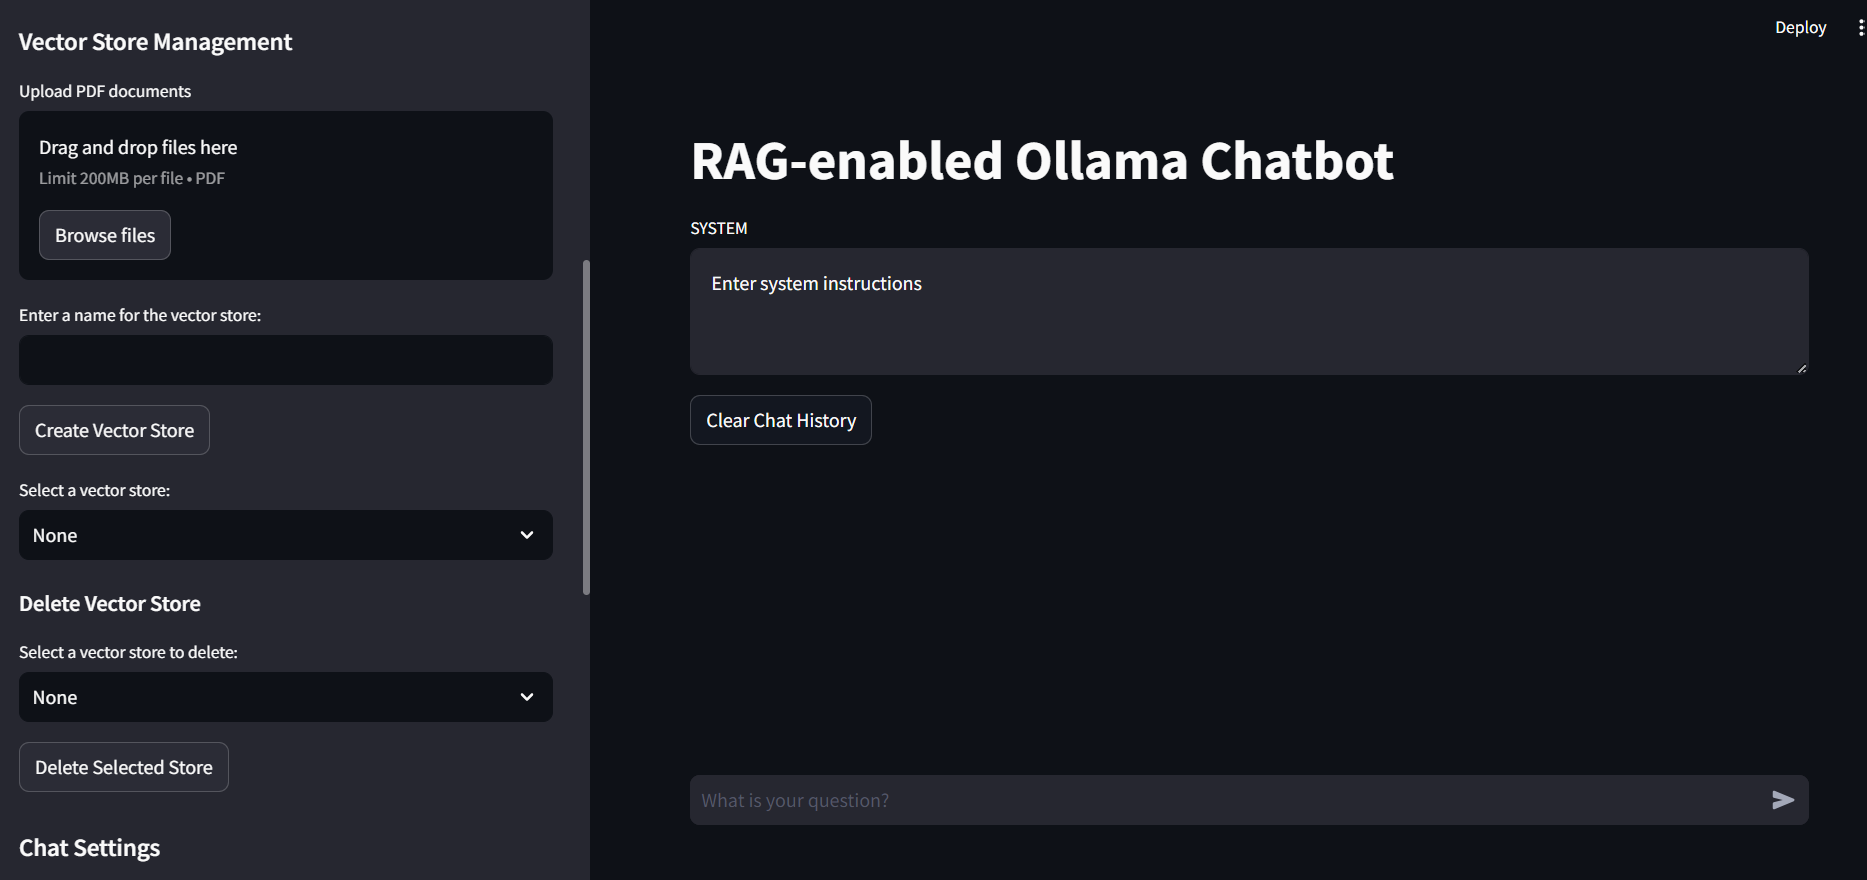 Vector Store Management
Upload PDF documents
Drag and drop files here
Limit 200MB per file • PDF
Browse files
Enter a name for the vector store:
Create Vector Store
Select a vector store:
None
Delete Vector Store
Select a vector store to delete:
None
Delete Selected Store
Chat Settings
Deploy
RAG-enabled Ollama Chatbot
SYSTEM
Enter system instructions
Clear Chat History
What is your question?